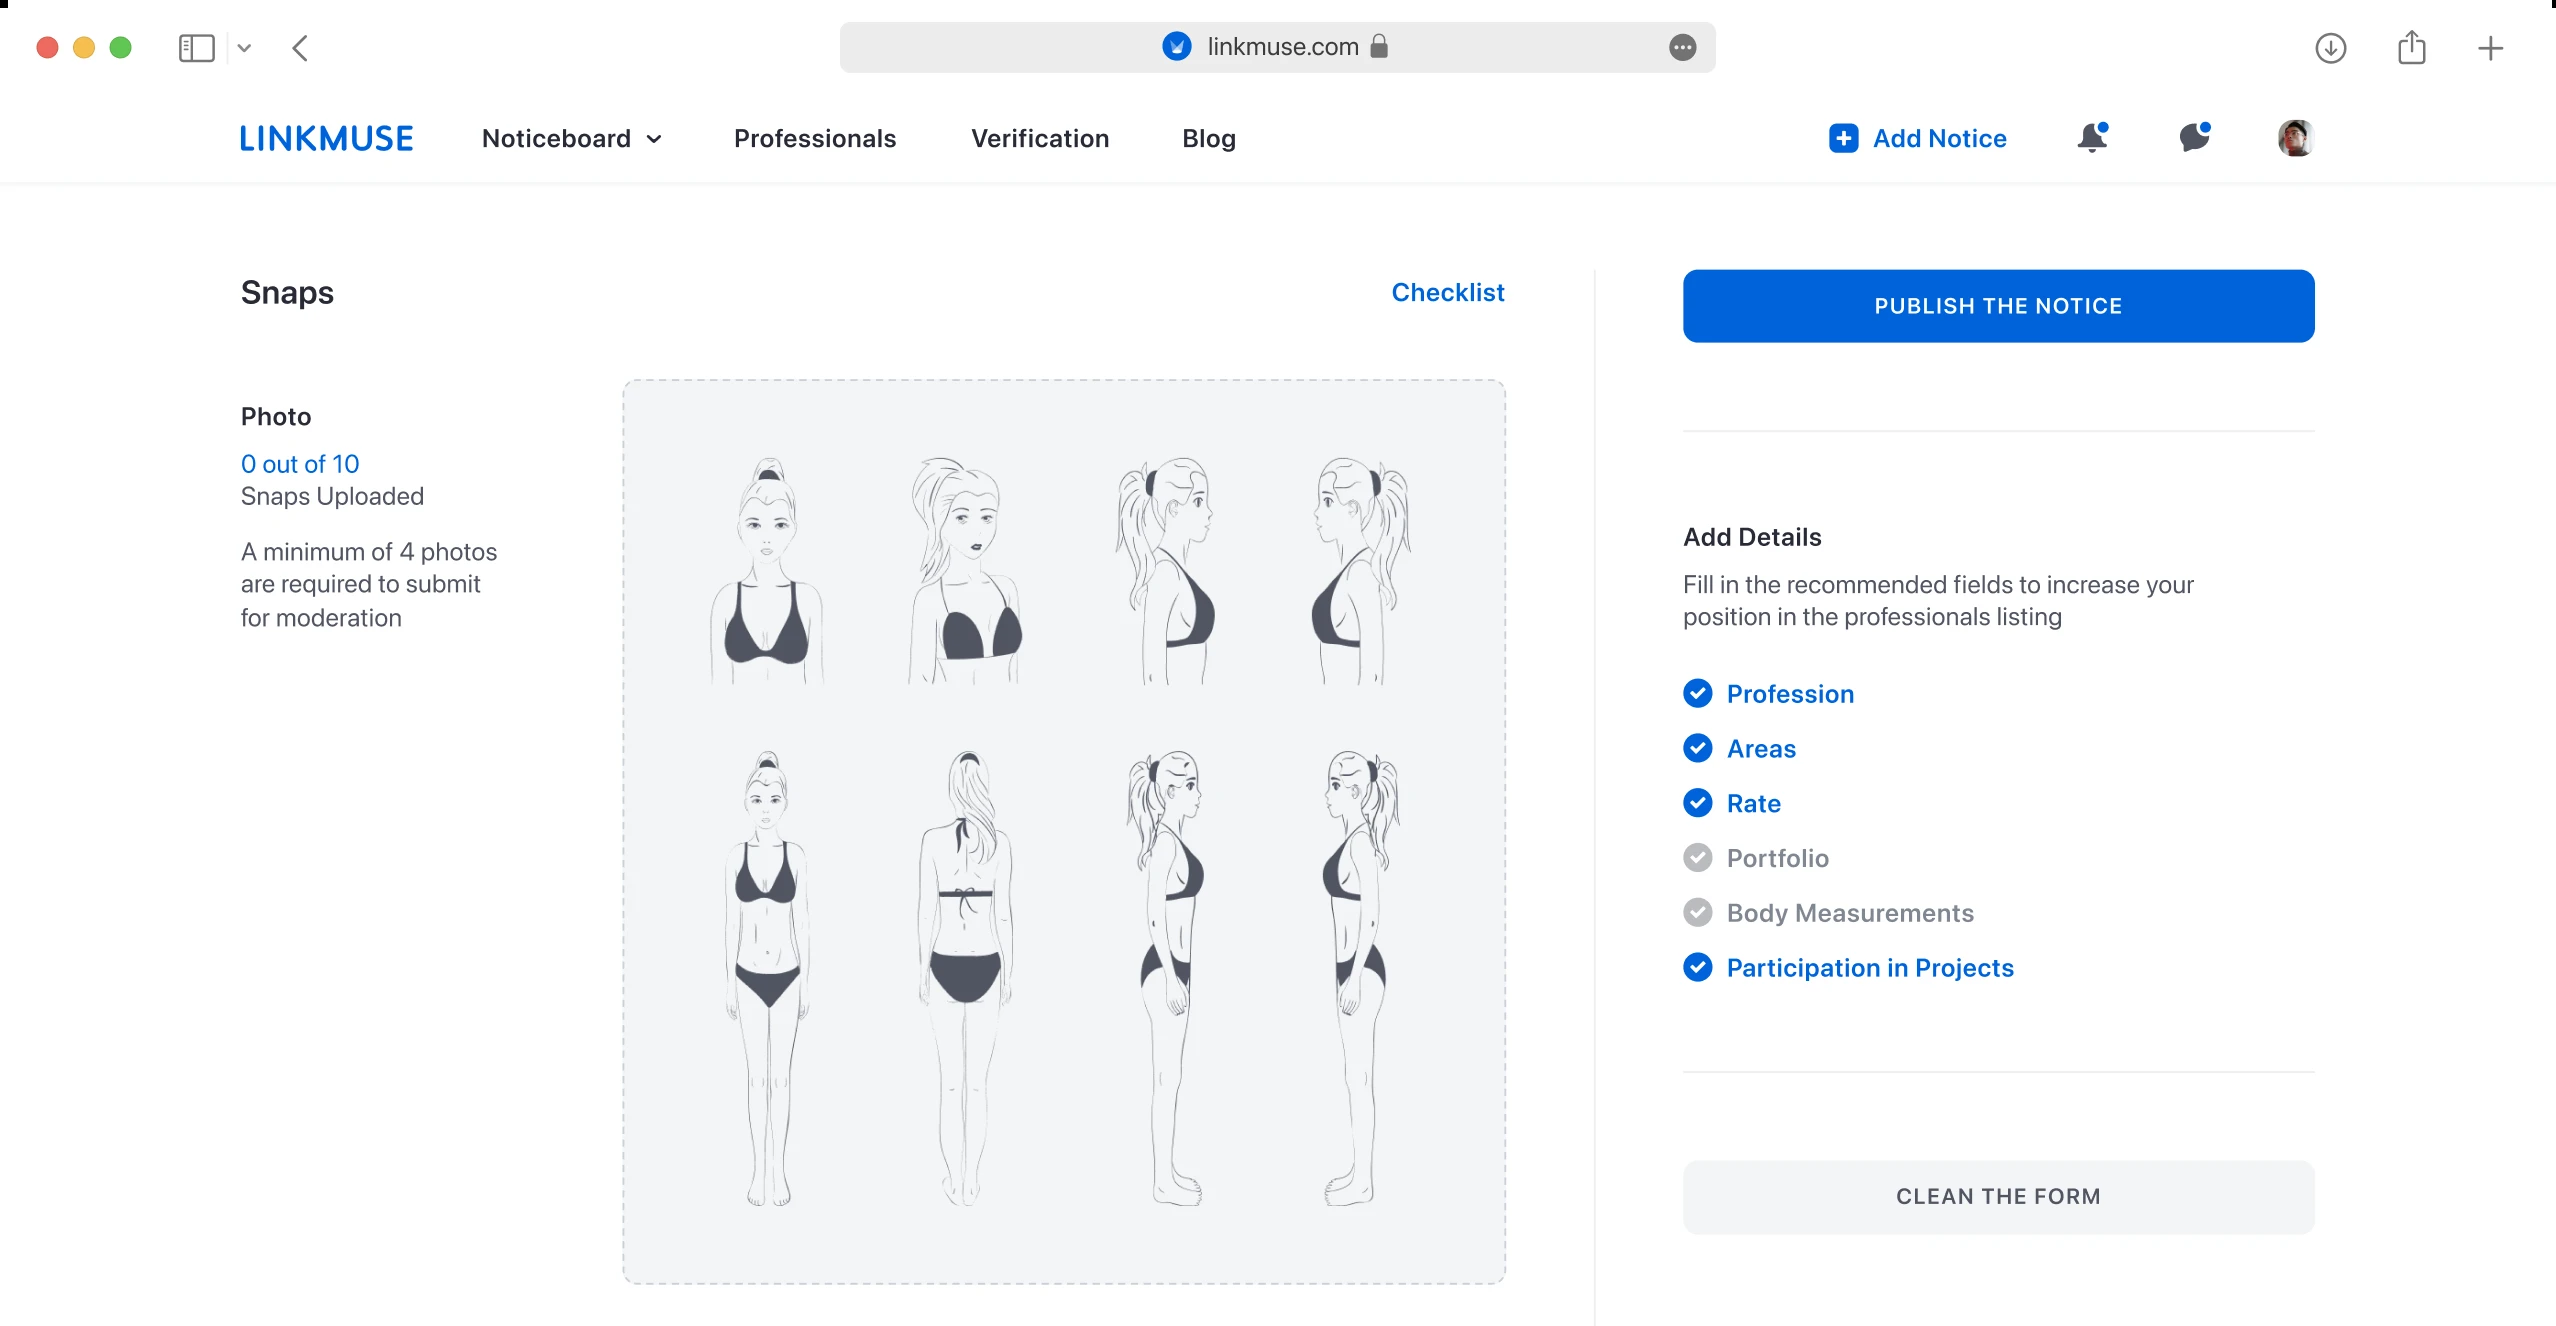 linkmuse.com
LINKMUSE
Noticeboard
Professionals
Verification
Blog
Add Notice
Snaps
Checklist
Photo
0 out of 10
Snaps Uploaded
A minimum of 4 photos
are required to submit
for moderation
PUBLISH THE NOTICE
Add Details
Fill in the recommended fields to increase your
position in the professionals listing
Profession
Areas
Rate
Portfolio
Body Measurements
Participation in Projects
CLEAN THE FORM